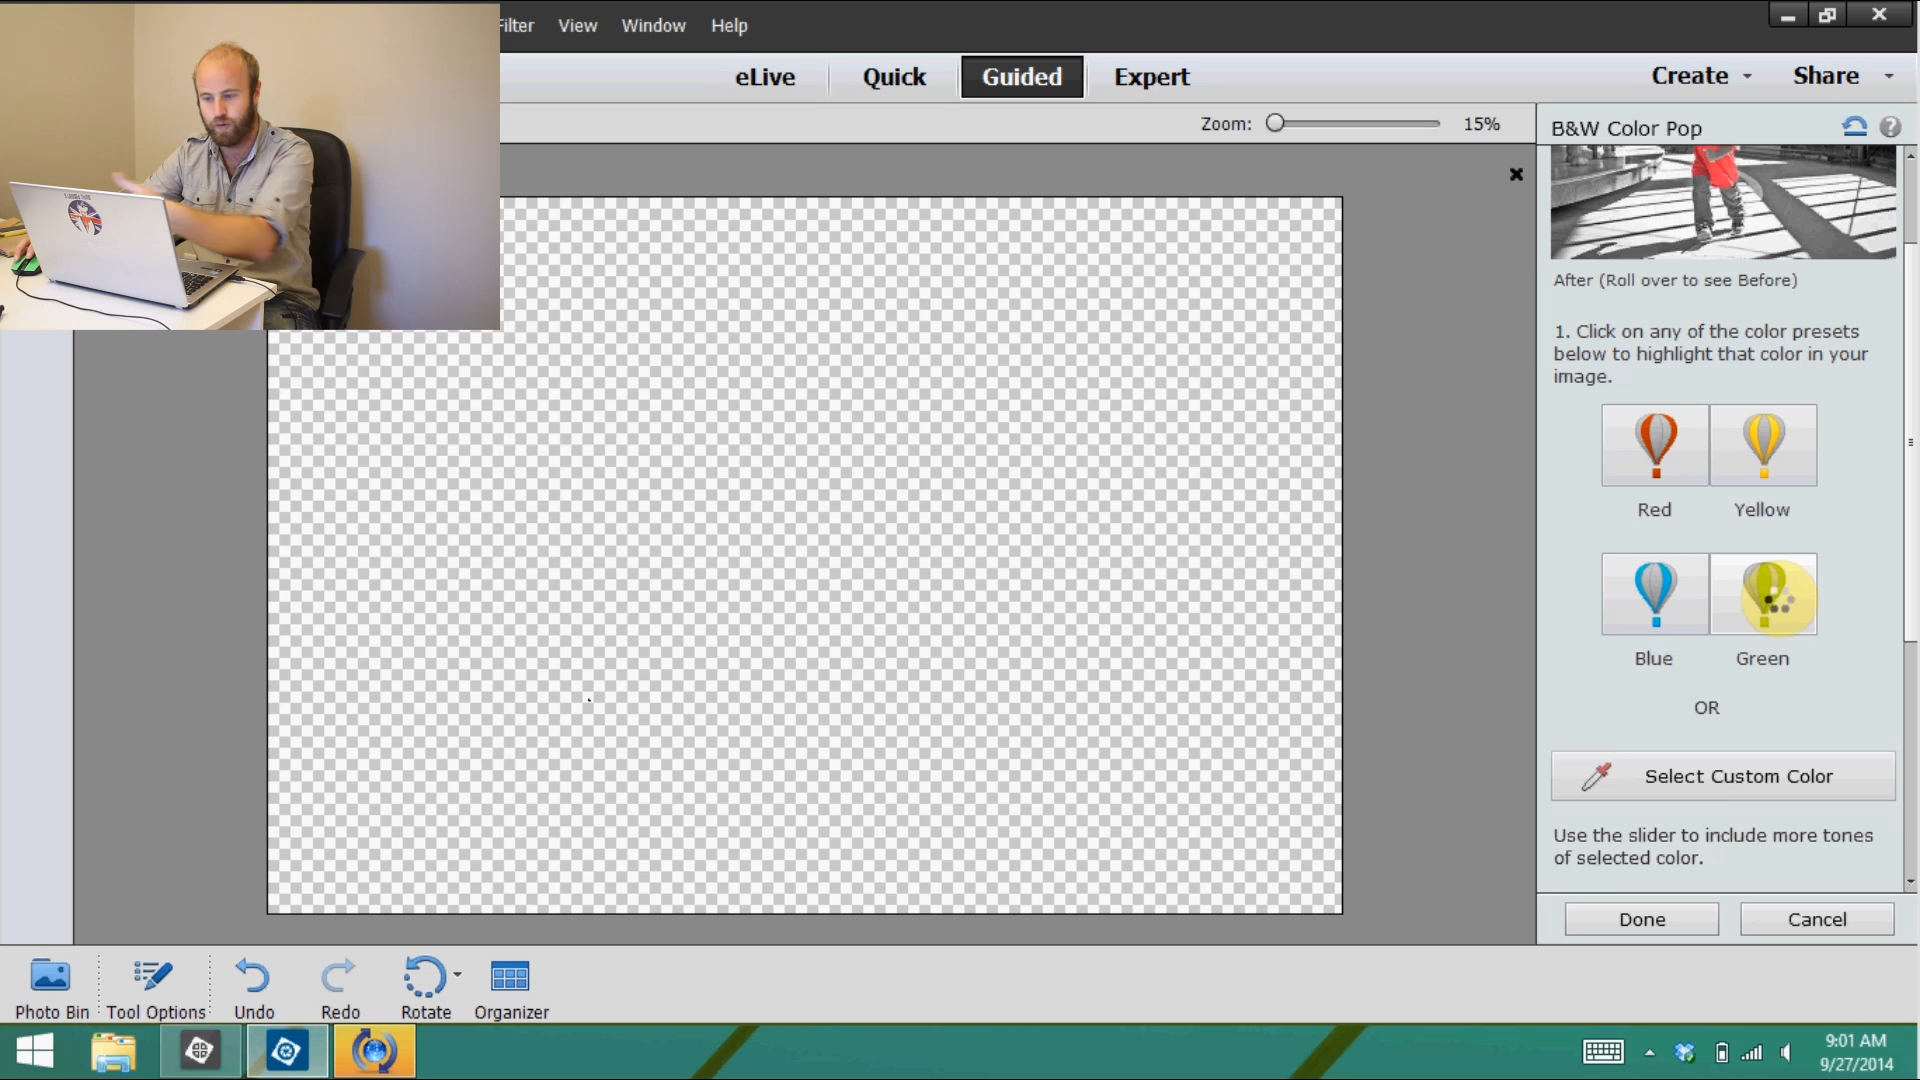 Filter View Window Help
eLive Quick Guided Expert Create Share
Zoom: 15%
B&W Color Pop
After (Roll over to see Before)
1. Click on any of the color presets
below to highlight that color in your
image.
Red Yellow
Blue Green
OR
Select Custom Color
Use the slider to include more tones
of selected color.
Done Cancel
Photo Bin Tool Options Undo Redo Rotate Organizer
9:01 AM
9/27/2014